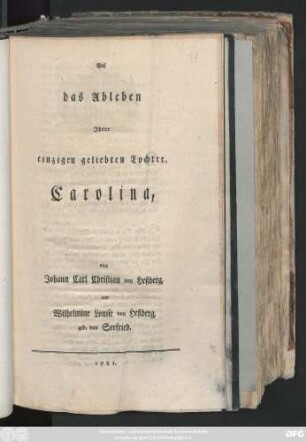 Auf
das Ableben
Ihrer
einzigen geliebten Tochter,
Carolina,
von
Johann Carl Christian von Heßberg,
und
Wilhelmine Louise von Heßberg,
geb. von Seefried.
1781.